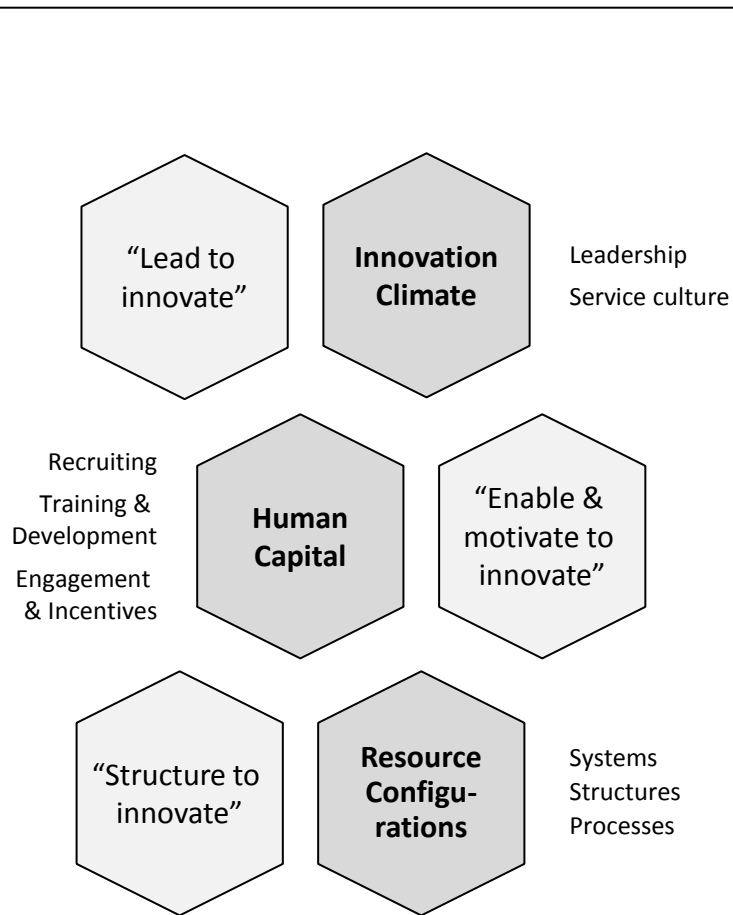 “Lead to
innovate”
Innovation
Climate
Leadership
Service culture
Recruiting
Training &
Development
Engagement
& Incentives
Human
Capital
“Enable &
motivate to
innovate”
“Structure to
innovate”
Resource
Configu-
rations
Systems
Structures
Processes